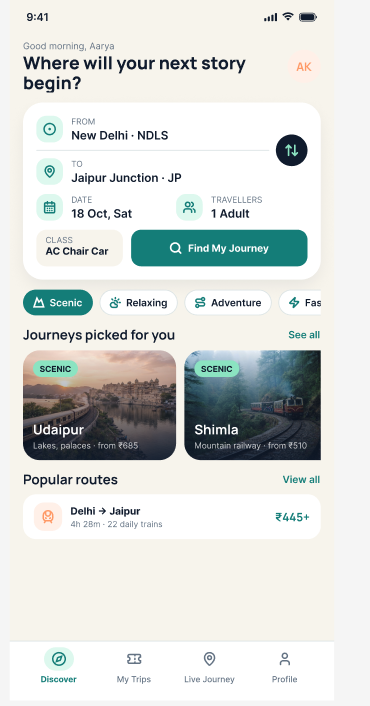 9:41
Good morning, Aarya
Where will your next story
begin?
AK
FROM
New Delhi · NDLS
TO
Jaipur Junction · JP
DATE
18 Oct, Sat
TRAVELLERS
1 Adult
CLASS
AC Chair Car
Find My Journey
Scenic
Relaxing
Adventure
Fas
Journeys picked for you
See all
SCENIC
Udaipur
Lakes, palaces · from ₹685
SCENIC
Shimla
Mountain railway · from ₹510
Popular routes
View all
Delhi → Jaipur
4h 28m · 22 daily trains
₹445+
Discover
My Trips
Live Journey
Profile